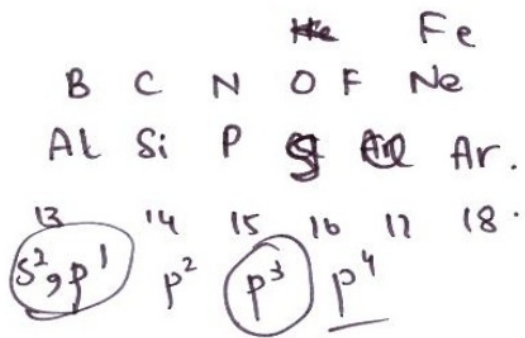 Fe
B C N O F Ne
Al Si P Ar.
13 14 15 16 17 18.
s², p¹ p² p³ p⁴